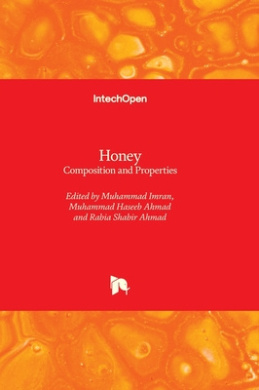 IntechOpen
Honey
Composition and Properties
Edited by Muhammad Imran,
Muhammad Haseeb Ahmad
and Rabia Shabir Ahmad